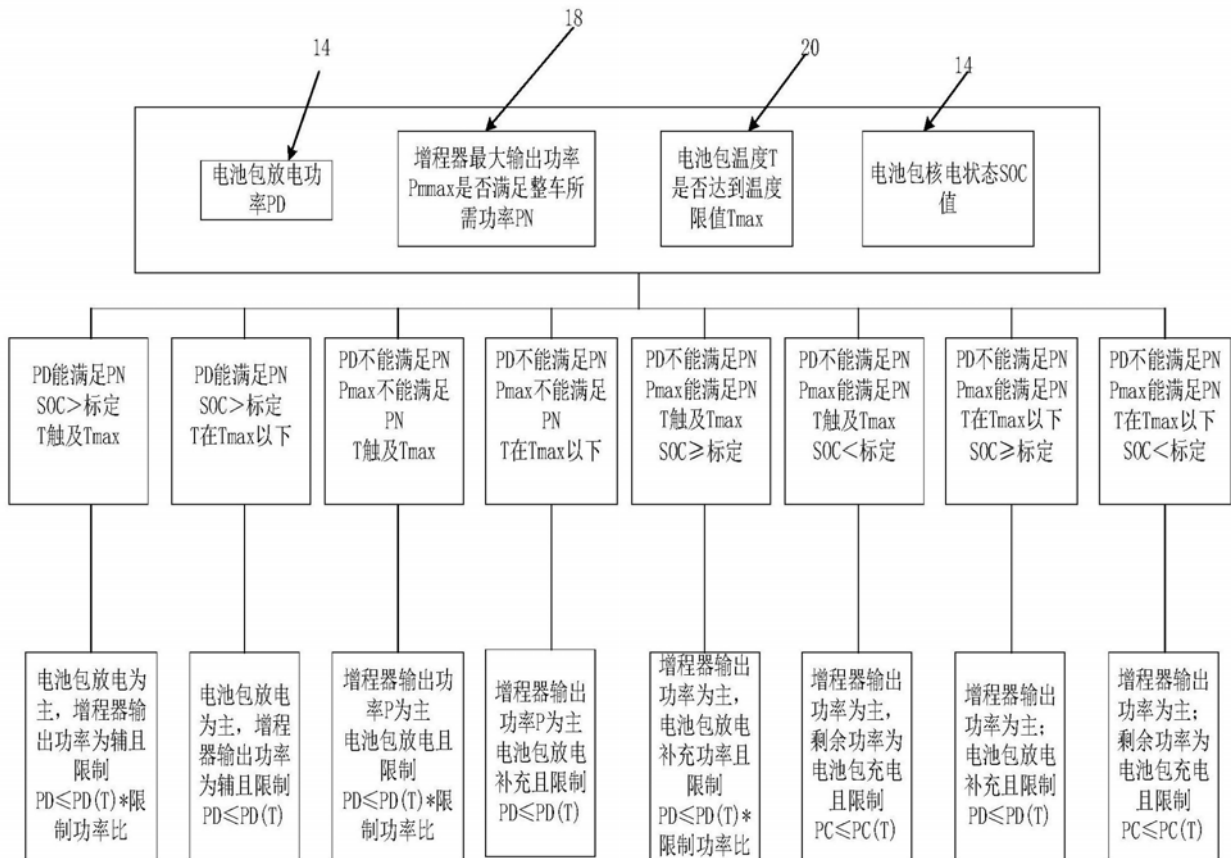 14
18
20
14
电池包放电功
率PD
增程器最大输出功率
Pmmax是否满足整车所
需功率PN
电池包温度T
是否达到温度
限值Tmax
电池包核电状态SOC
值
PD能满足PN
SOC＞标定
T触及Tmax
PD能满足PN
SOC＞标定
T在Tmax以下
PD不能满足PN
Pmax不能满足
PN
T触及Tmax
PD不能满足PN
Pmax不能满足
PN
T在Tmax以下
PD不能满足PN
Pmax能满足PN
T触及Tmax
SOC≥标定
PD不能满足PN
Pmax能满足PN
T触及Tmax
SOC＜标定
PD不能满足PN
Pmax能满足PN
T在Tmax以下
SOC≥标定
PD不能满足PN
Pmax能满足PN
T在Tmax以下
SOC＜标定
电池包放电为
主，增程器输
出功率为辅且
限制
PD≤PD(T)*限
制功率比
电池包放电
为主，增程
器输出功率
为辅且限制
PD≤PD(T)
增程器输出功
率P为主
电池包放电且
限制
PD≤PD(T)*限
制功率比
增程器输出
功率P为主
电池包放电
补充且限制
PD≤PD(T)
增程器输出
功率为主，
电池包放电
补充功率且
限制
PD≤PD(T)*
限制功率比
增程器输出
功率为主，
剩余功率为
电池包充电
且限制
PC≤PC(T)
增程器输出
功率为主；
电池包放电
补充且限制
PD≤PD(T)
增程器输出
功率为主；
剩余功率为
电池包充电
且限制
PC≤PC(T)